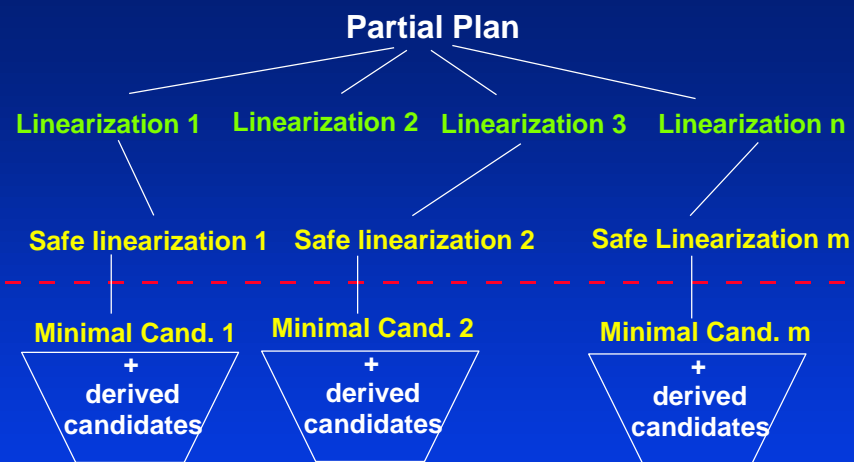 Partial Plan
Linearization 1 Linearization 2 Linearization 3 Linearization n
Safe linearization 1 Safe linearization 2 Safe Linearization m
Minimal Cand. 1 Minimal Cand. 2 Minimal Cand. m
+ + +
derived derived derived
candidates candidates candidates